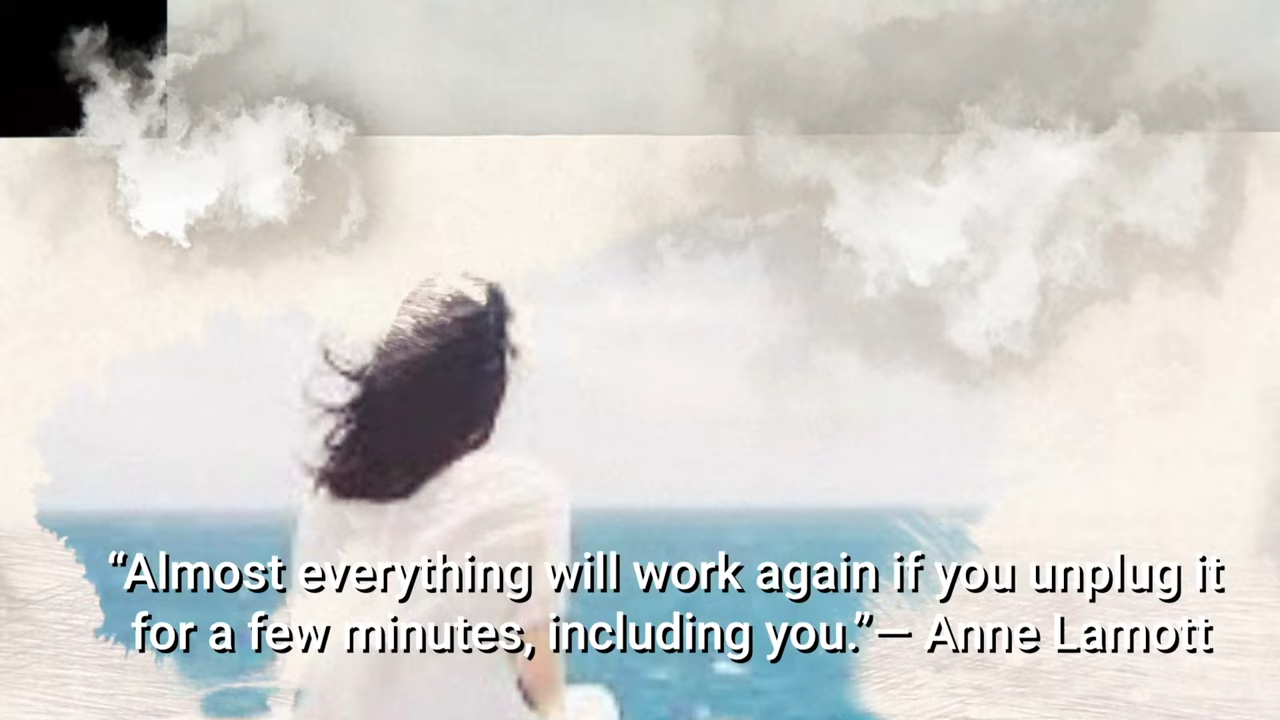 “Almost everything will work again if you unplug it
for a few minutes, including you.”— Anne Lamott